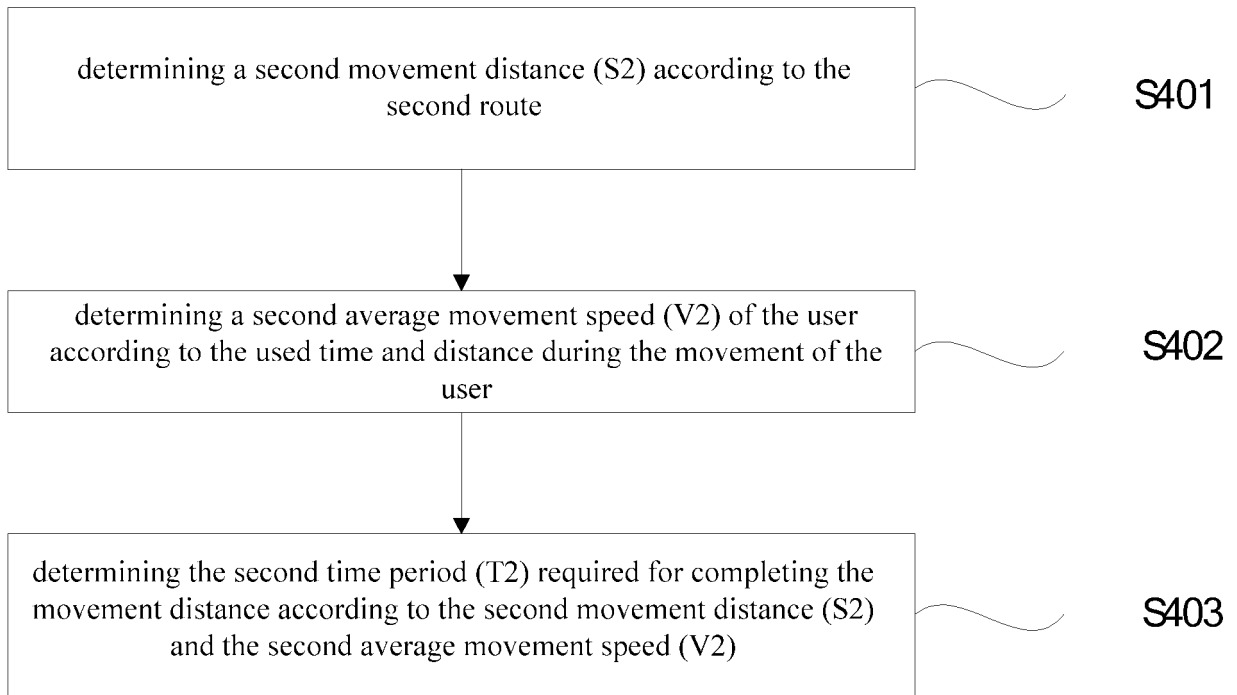 determining a second movement distance (S2) according to the
second route
S401
determining a second average movement speed (V2) of the user
according to the used time and distance during the movement of the
user
S402
determining the second time period (T2) required for completing the
movement distance according to the second movement distance (S2)
and the second average movement speed (V2)
S403